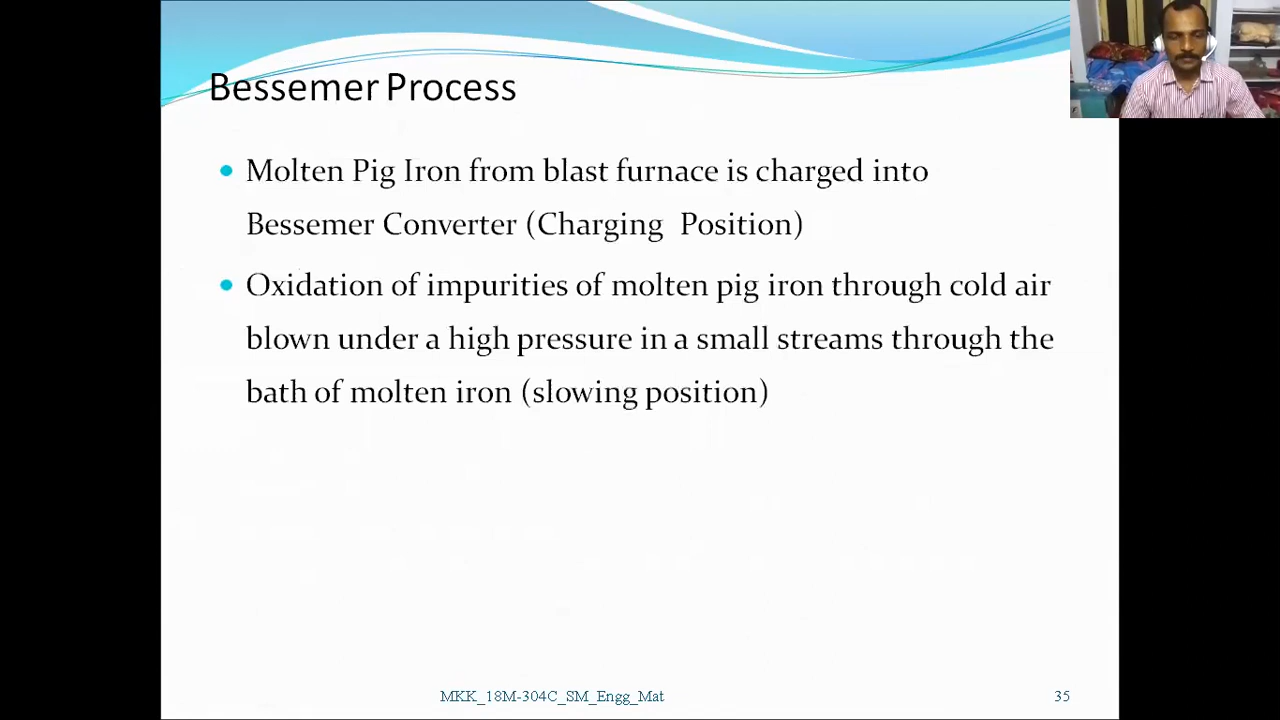 Bessemer Process
• Molten Pig Iron from blast furnace is charged into
Bessemer Converter (Charging Position)
• Oxidation of impurities of molten pig iron through cold air
blown under a high pressure in a small streams through the
bath of molten iron (slowing position)
MKK_18M-304C_SM_Engg_Mat
35